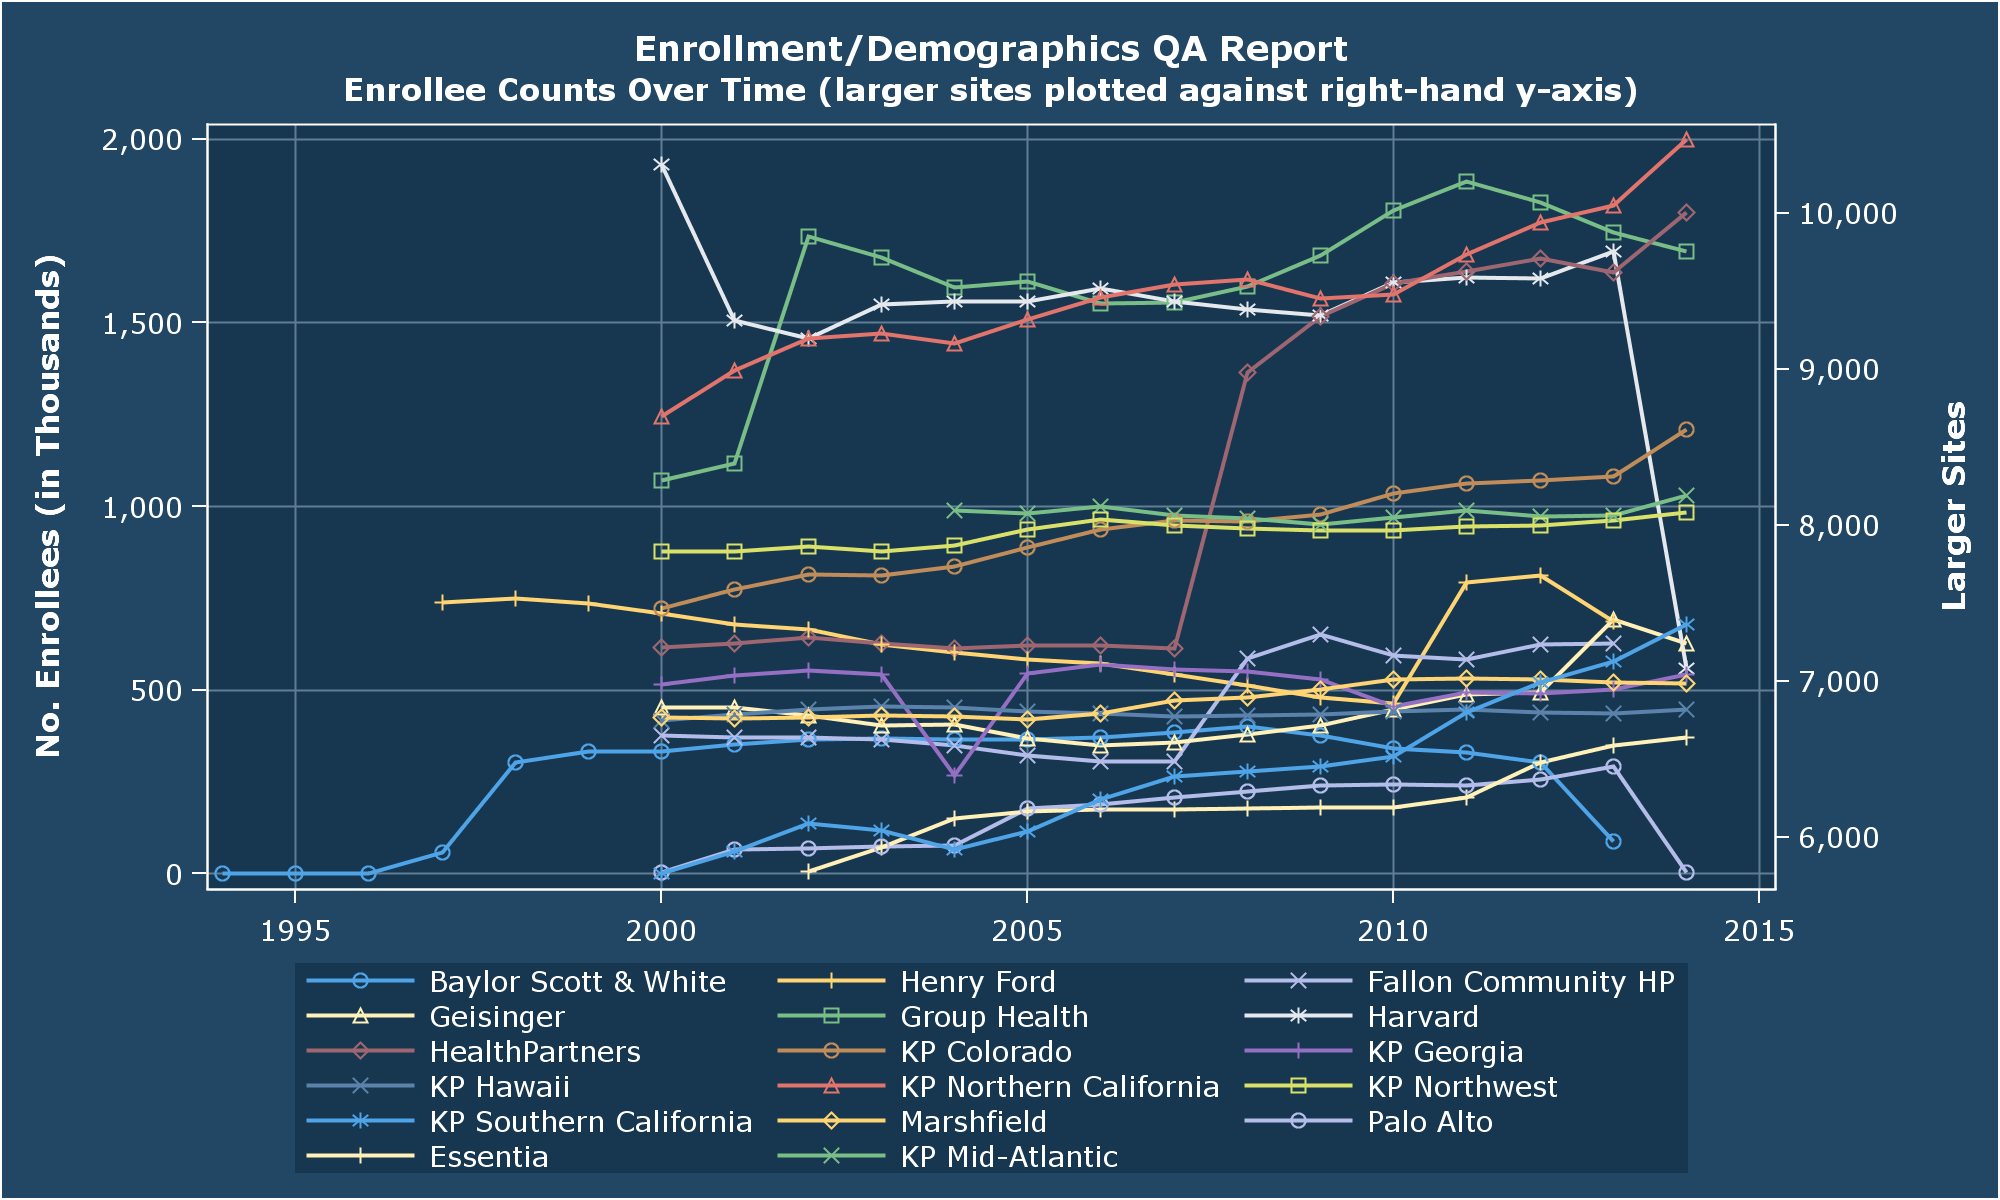 Enrollment/Demographics QA Report
Enrollee Counts Over Time (larger sites plotted against right-hand y-axis)
No. Enrollees (in Thousands)
2,000
1,500
1,000
500
0
10,000
9,000
8,000
7,000
6,000
Larger Sites
1995 2000 2005 2010 2015
Baylor Scott & White Henry Ford Fallon Community HP
Geisinger Group Health Harvard
HealthPartners KP Colorado KP Georgia
KP Hawaii KP Northern California KP Northwest
KP Southern California Marshfield Palo Alto
Essentia KP Mid-Atlantic